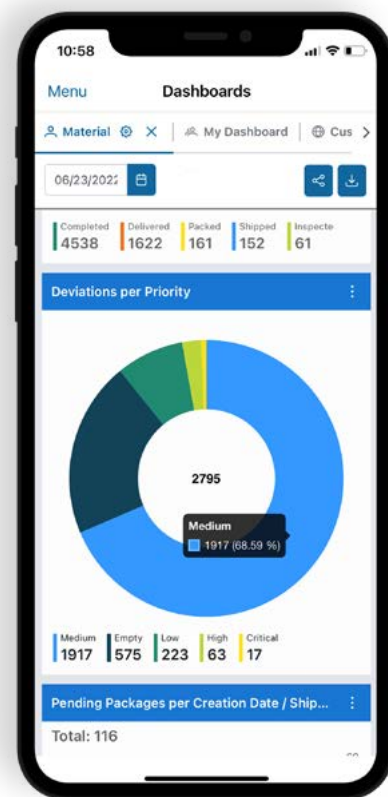 10:58
Menu Dashboards
Material My Dashboard Cus
06/23/2022
Completed Delivered Packed Shipped Inspecte
4538 1622 161 152 61
Deviations per Priority
2795
Medium
1917 (68.59 %)
Medium Empty Low High Critical
1917 575 223 63 17
Pending Packages per Creation Date / Ship...
Total: 116